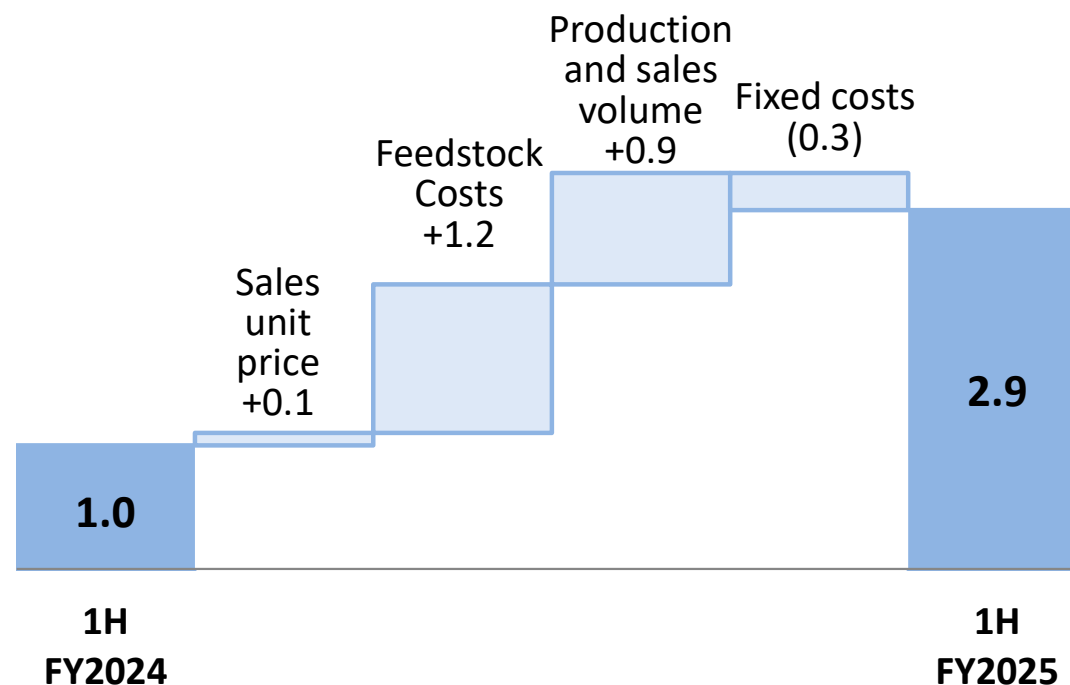 Production
and sales
volume
+0.9
Fixed costs
(0.3)
Feedstock
Costs
+1.2
Sales
unit
price
+0.1
1.0
2.9
1H
FY2024
1H
FY2025